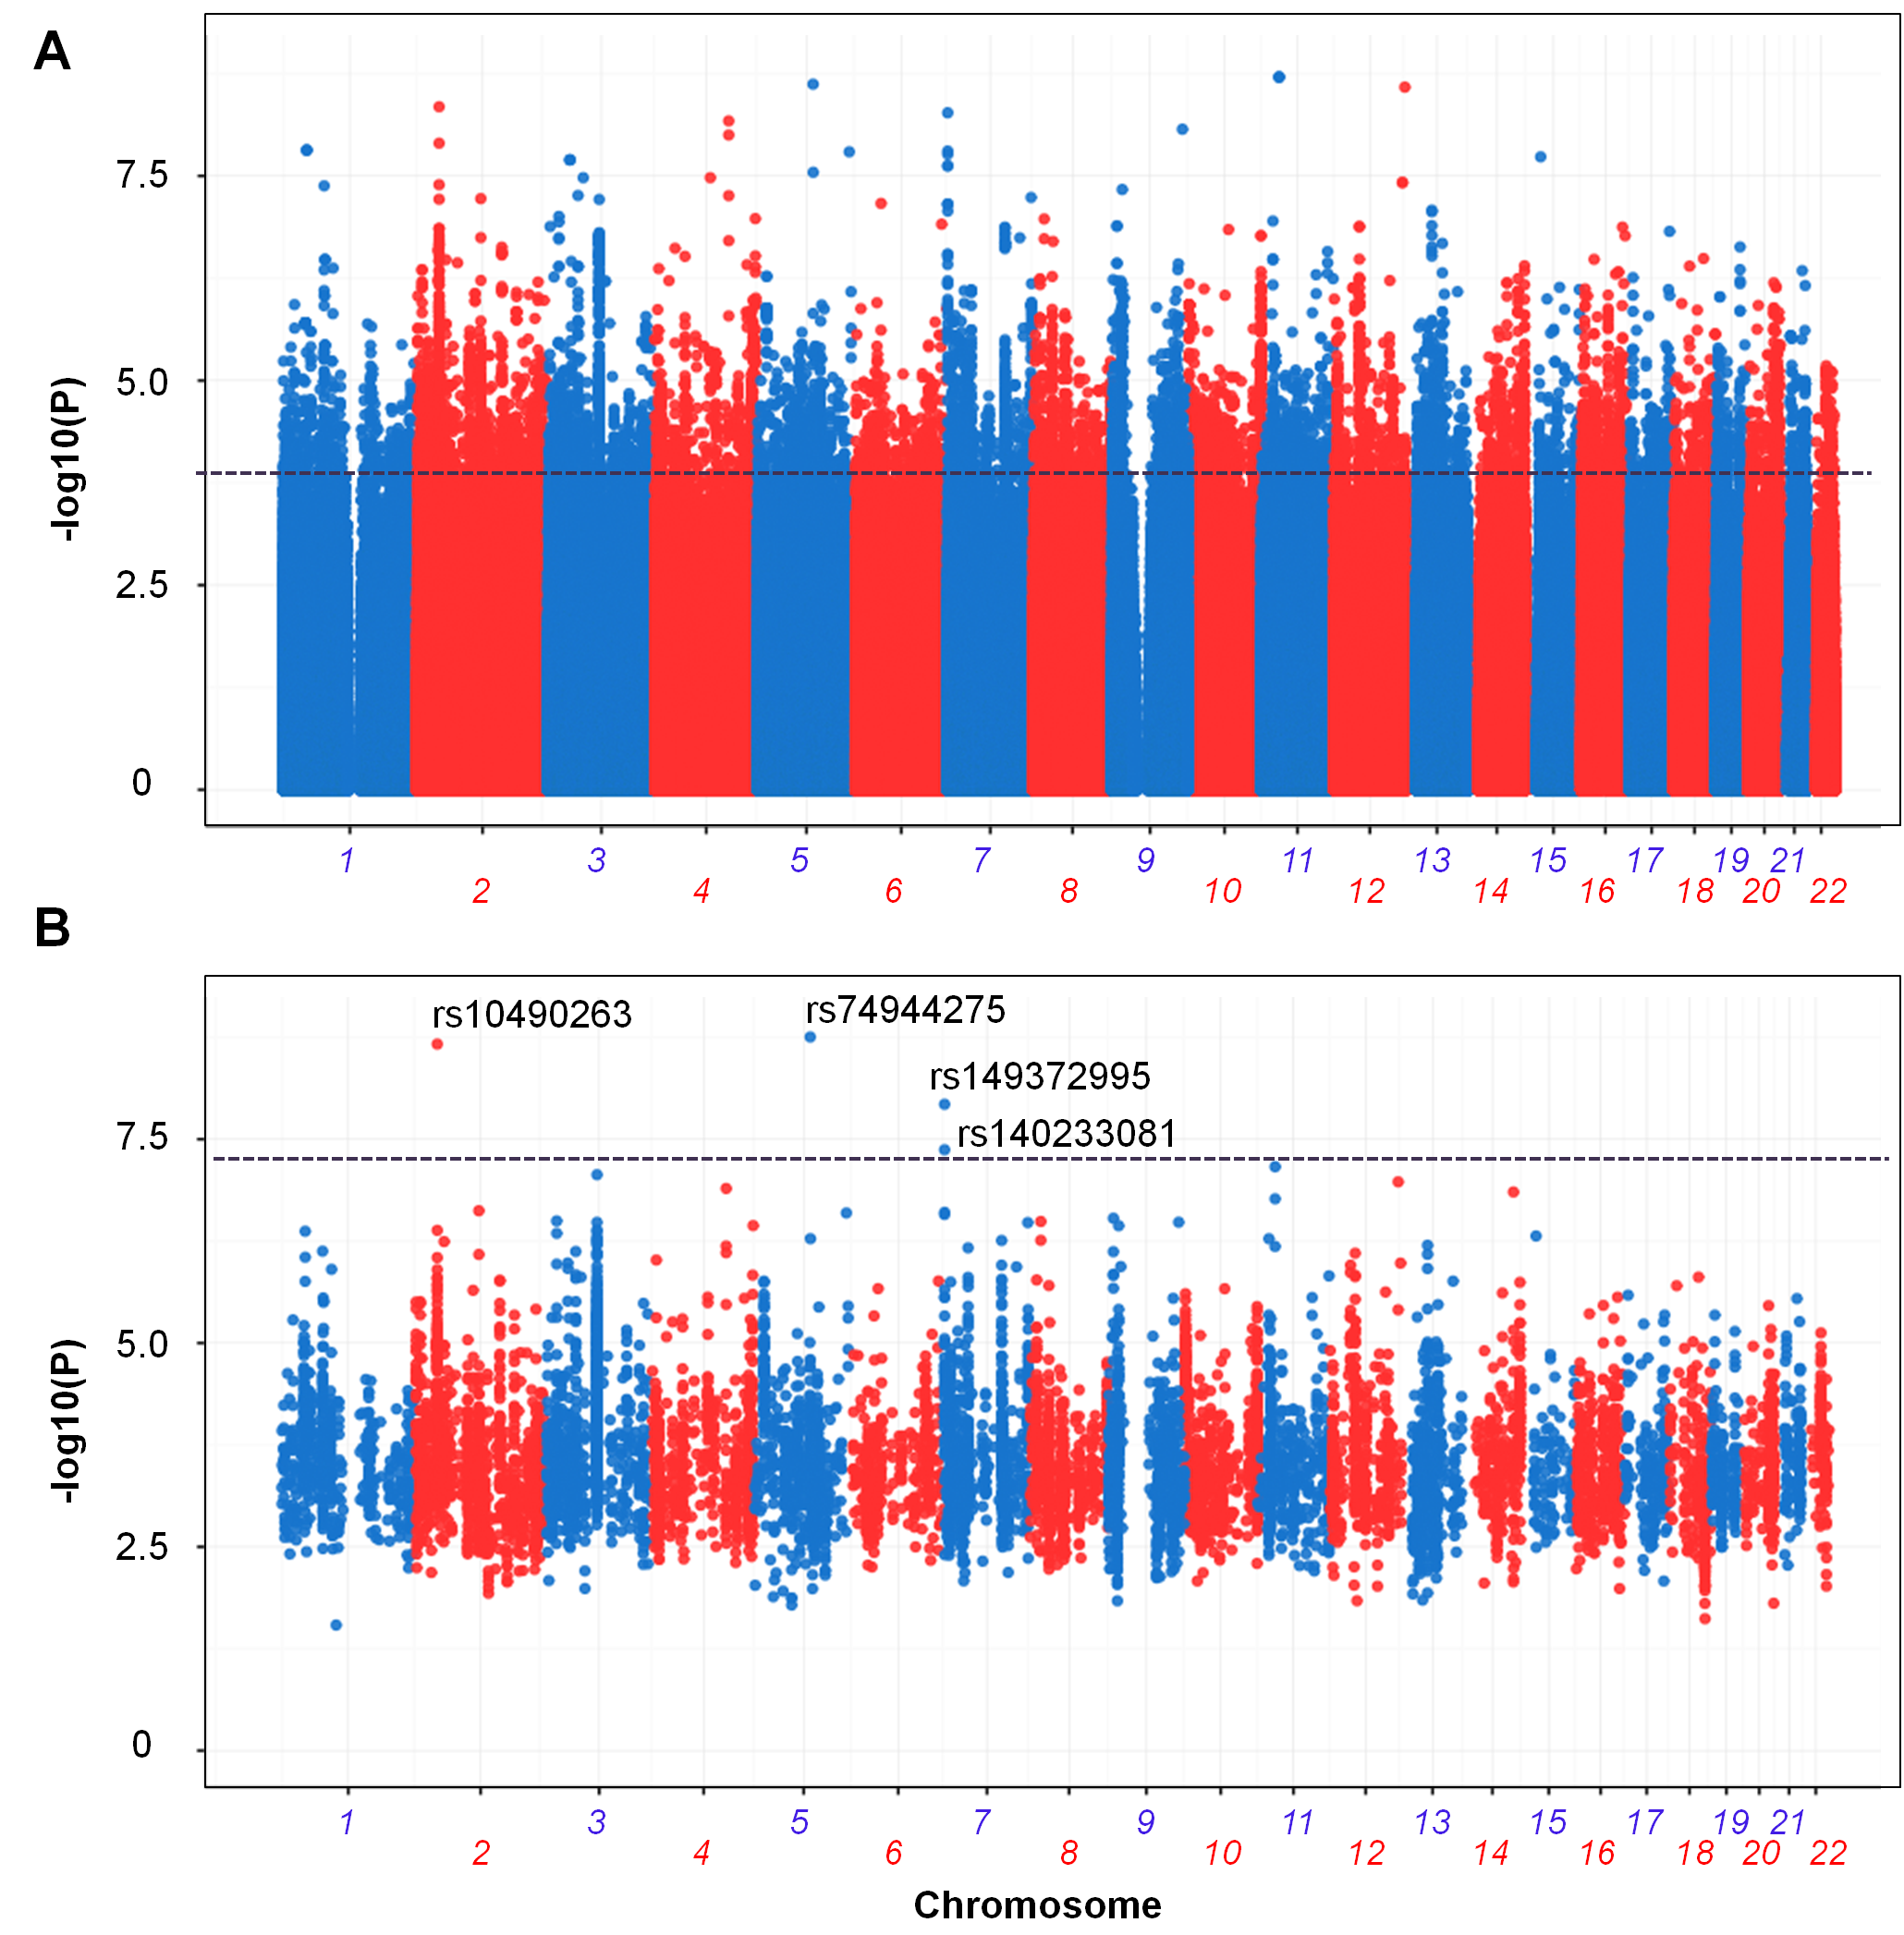 A
7.5
5.0
2.5
0
-log10(P)
1 3 5 7 9 11 13 15 17 19 21
2 4 6 8 10 12 14 16 18 20 22
B
rs10490263
rs74944275
rs149372995
rs140233081
7.5
5.0
2.5
0
-log10(P)
1 3 5 7 9 11 13 15 17 19 21
2 4 6 8 10 12 14 16 18 20 22
Chromosome